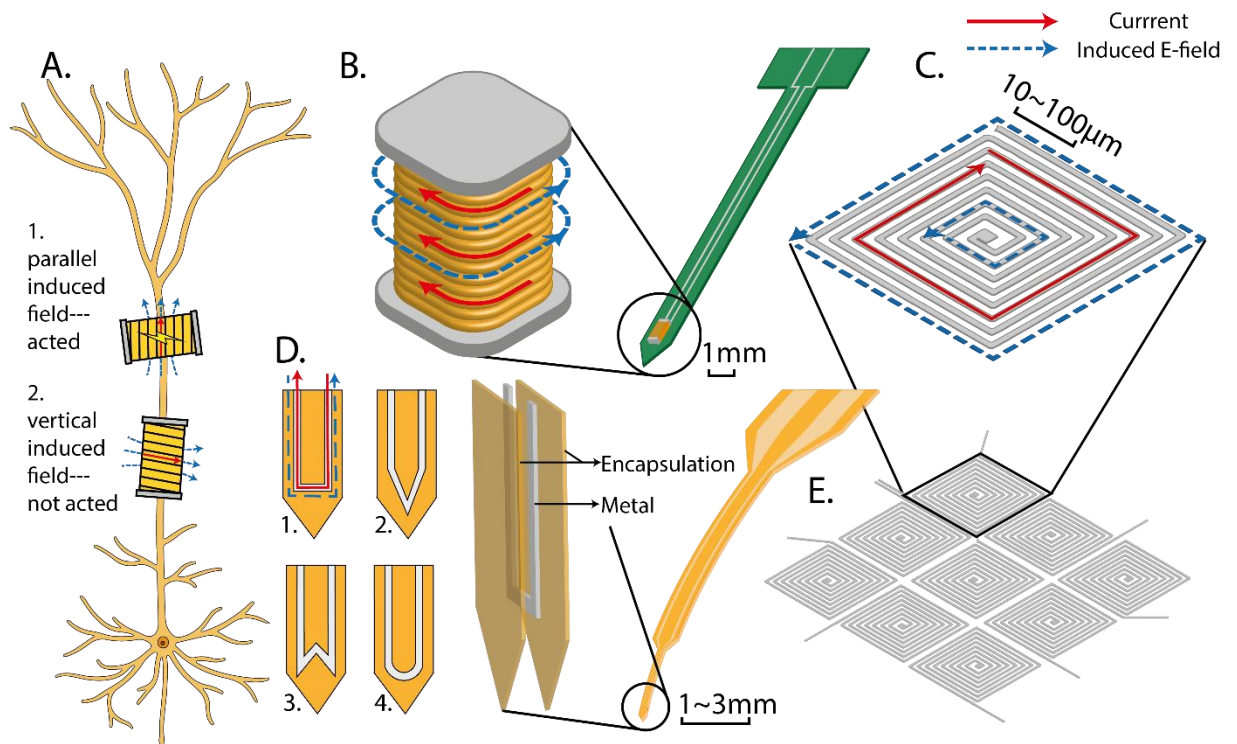 Currrent
Induced E-field
A.
B.
C.
10~100μm
1.
parallel
induced
field---
acted
1mm
D.
2.
vertical
induced
field---
not acted
Encapsulation
Metal
1.
2.
E.
3.
4.
1~3mm